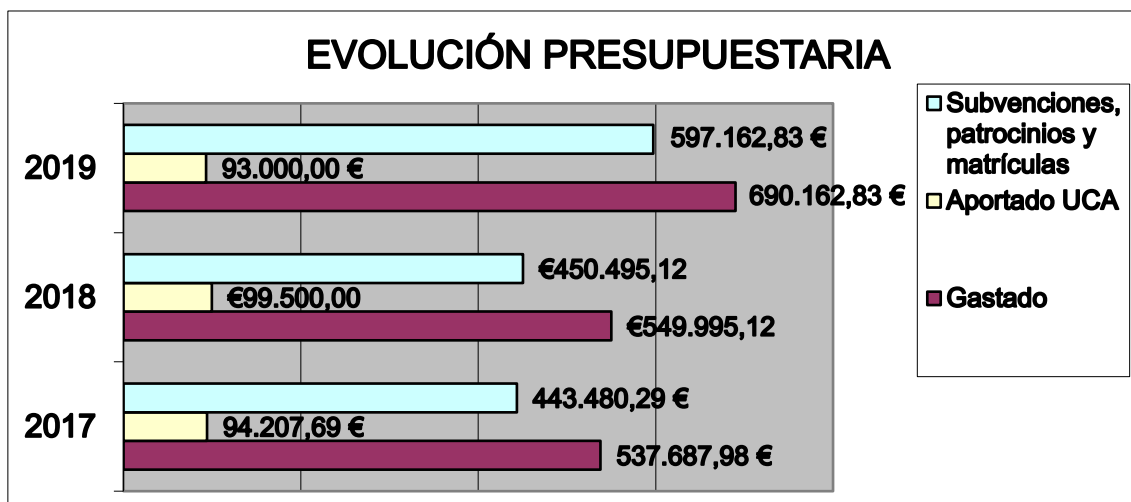 EVOLUCIÓN PRESUPUESTARIA
2019
597.162,83 €
93.000,00 €
690.162,83 €
2018
€450.495,12
€99.500,00
€549.995,12
2017
443.480,29 €
94.207,69 €
537.687,98 €
Subvenciones,
patrocinios y
matrículas
Aportado UCA
Gastado